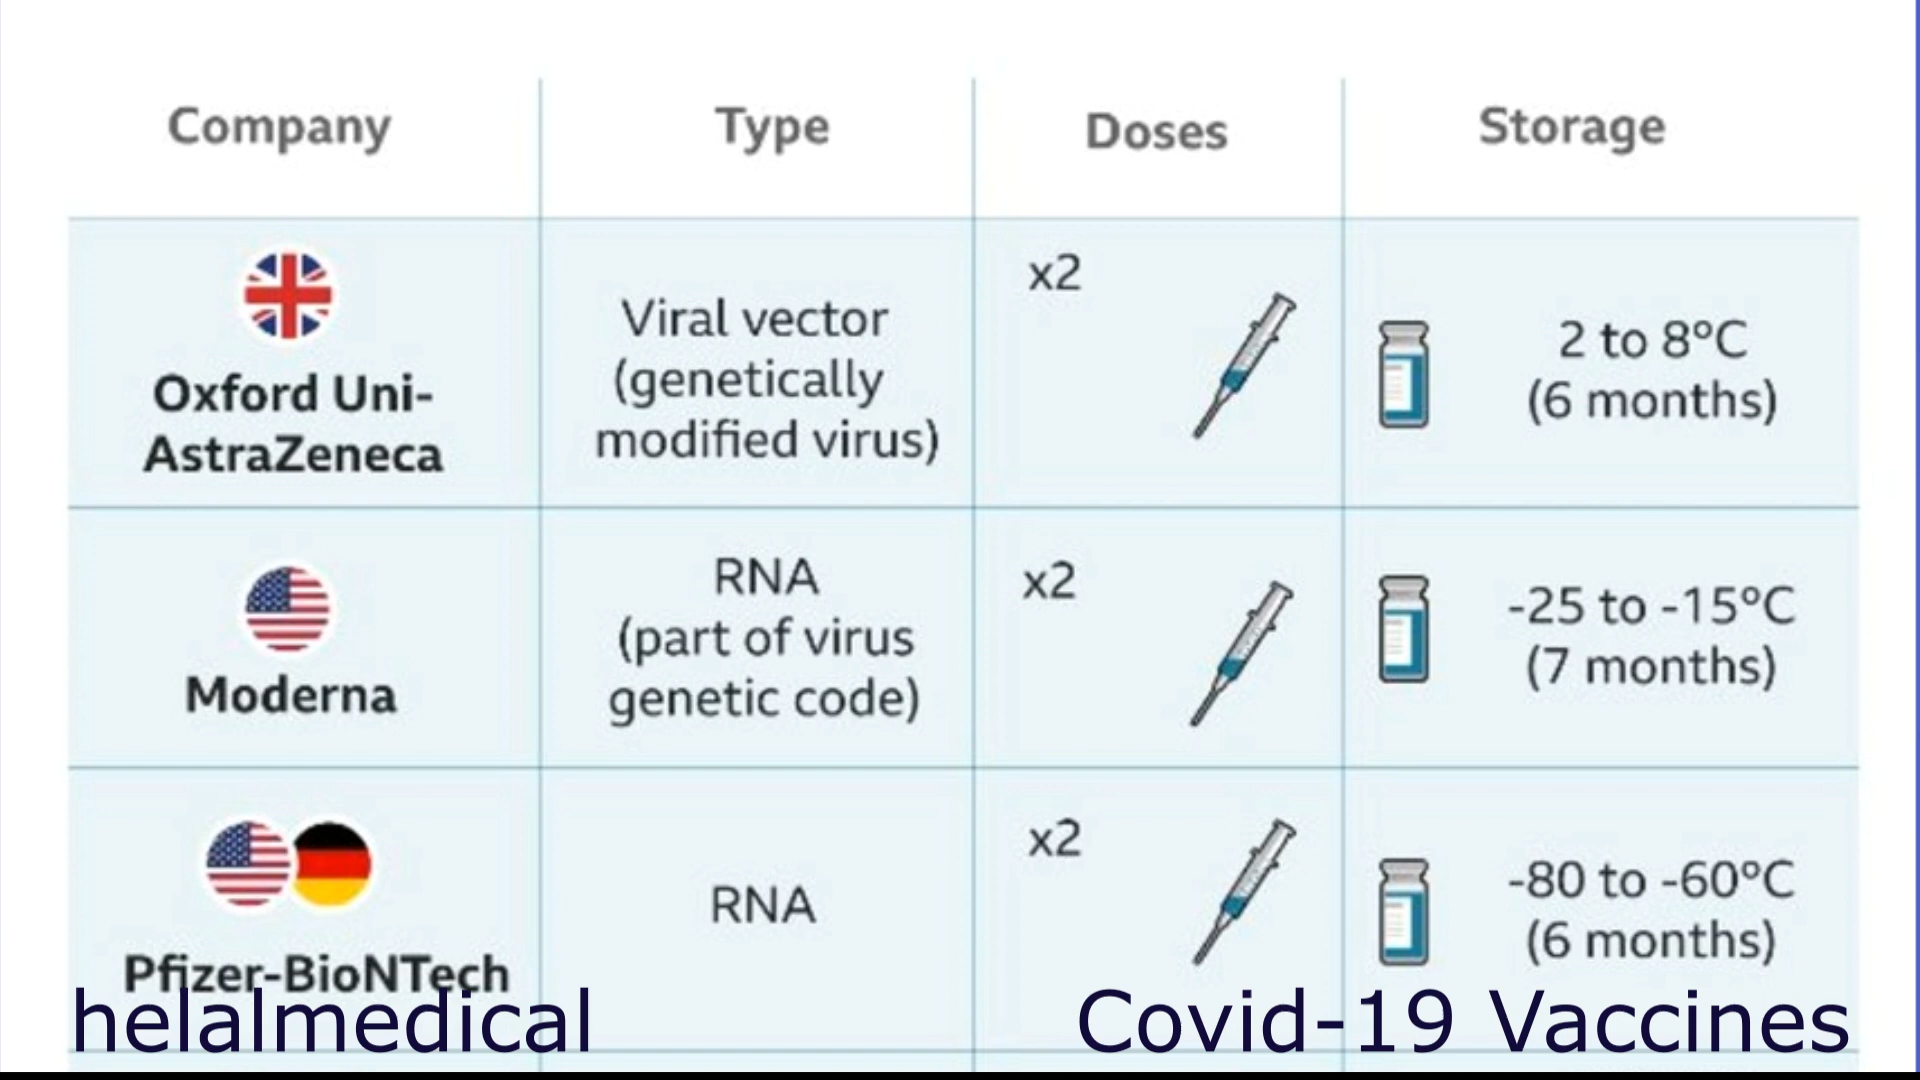 Company Type Doses Storage
Oxford Uni-
AstraZeneca
Viral vector
(genetically
modified virus)
x2
2 to 8°C
(6 months)
Moderna
RNA
(part of virus
genetic code)
x2
-25 to -15°C
(7 months)
Pfizer-BioNTech
RNA
x2
-80 to -60°C
(6 months)
helalmedical
Covid-19 Vaccines